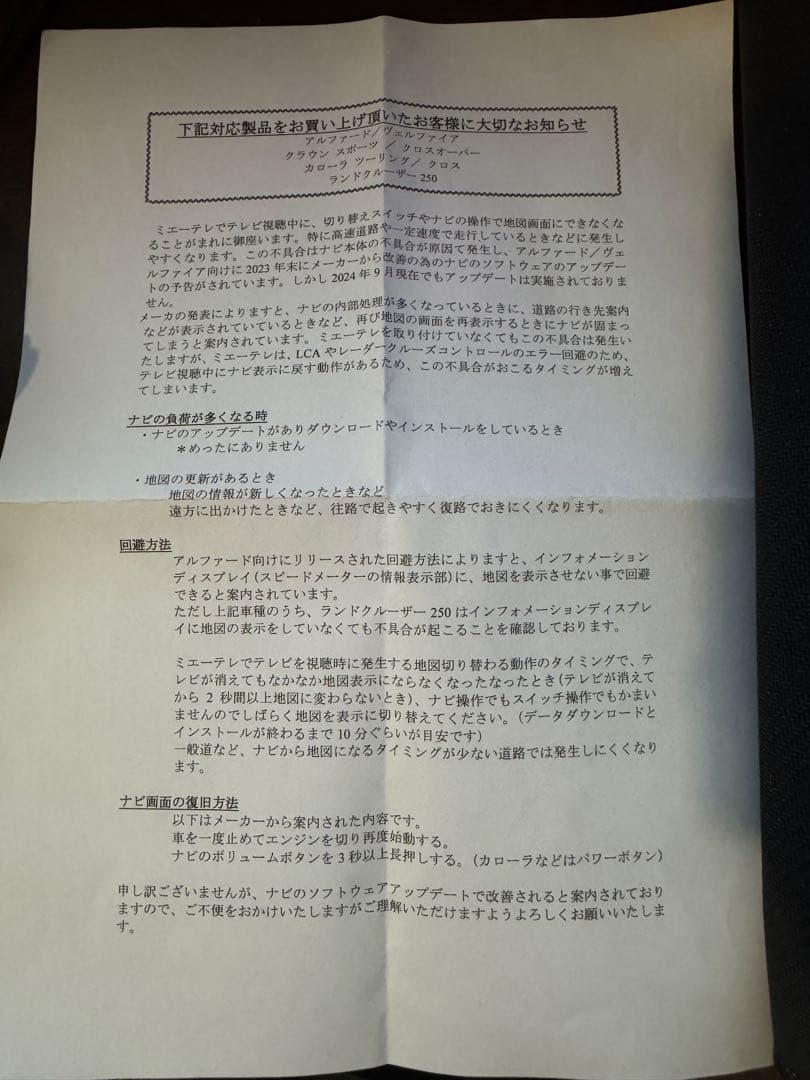 下記対応製品をお買い上げ頂いたお客様に大切なお知らせ
アルファード／ヴェルファイア
クラウン スポーツ ／ クロスオーバー
カローラ ツーリング／ クロス
ランドクルーザー 250
ミエーテレでテレビ視聴中に、切り替えスイッチやナビの操作で地図画面にできなくな
ることがまれに御座います。特に高速道路や一定速度で走行しているときなどに発生し
やすくなります。この不具合はナビ本体の不具合が原因で発生し、アルファード／ヴェ
ルファイア向けに 2023 年末にメーカーから改善の為のナビのソフトウェアのアップデー
トの予告がされています。しかし 2024 年 9 月現在でもアップデートは実施されておりま
せん。
メーカの発表によりますと、ナビの内部処理が多くなっているときに、道路の行き先案内
などが表示されていているときなど、再び地図の画面を再表示するときにナビが固まっ
てしまうと案内されています。ミエーテレを取り付けていなくてもこの不具合は発生い
たしますが、ミエーテレは、LCA やレーダークルーズコントロールのエラー回避のため、
テレビ視聴中にナビ表示に戻す動作があるため、この不具合がおこるタイミングが増え
てしまいます。
ナビの負荷が多くなる時
・ナビのアップデートがありダウンロードやインストールをしているとき
＊めったにありません
・地図の更新があるとき
地図の情報が新しくなったときなど
遠方に出かけたときなど、往路で起きやすく復路でおきにくくなります。
回避方法
アルファード向けにリリースされた回避方法によりますと、インフォメーション
ディスプレイ(スピードメーターの情報表示部)に、地図を表示させない事で回避
できると案内されています。
ただし上記車種のうち、ランドクルーザー 250 はインフォメーションディスプレ
イに地図の表示をしていなくても不具合が起こることを確認しております。
ミエーテレでテレビを視聴時に発生する地図切り替わる動作のタイミングで、テ
レビが消えてもなかなか地図表示にならなくなったなったとき(テレビが消えて
から 2 秒間以上地図に変わらないとき)、ナビ操作でもスイッチ操作でもかまい
ませんのでしばらく地図を表示に切り替えてください。（データダウンロードと
インストールが終わるまで 10 分ぐらいが目安です）
一般道など、ナビから地図になるタイミングが少ない道路では発生しにくくなり
ます。
ナビ画面の復旧方法
以下はメーカーから案内された内容です。
車を一度止めてエンジンを切り再度始動する。
ナビのボリュームボタンを 3 秒以上長押しする。（カローラなどはパワーボタン）
申し訳ございませんが、ナビのソフトウェアアップデートで改善されると案内されており
ますので、ご不便をおかけいたしますがご理解いただけますようよろしくお願いいたしま
す。